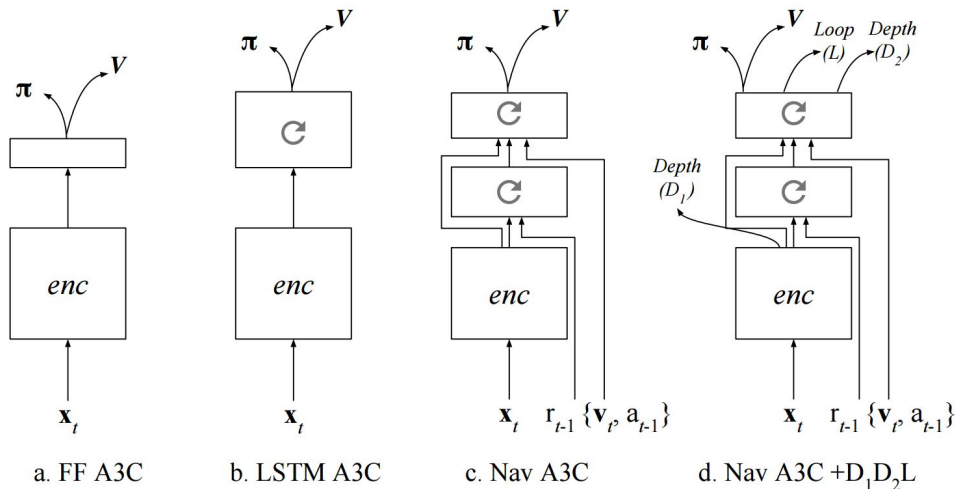 π V
enc
x_t
a. FF A3C
π V
enc
x_t
b. LSTM A3C
π V
enc
x_t r_{t-1} {v_t, a_{t-1}}
c. Nav A3C
π V
Loop (L)
Depth (D_2)
Depth (D_1)
enc
x_t r_{t-1} {v_t, a_{t-1}}
d. Nav A3C +D_1D_2L